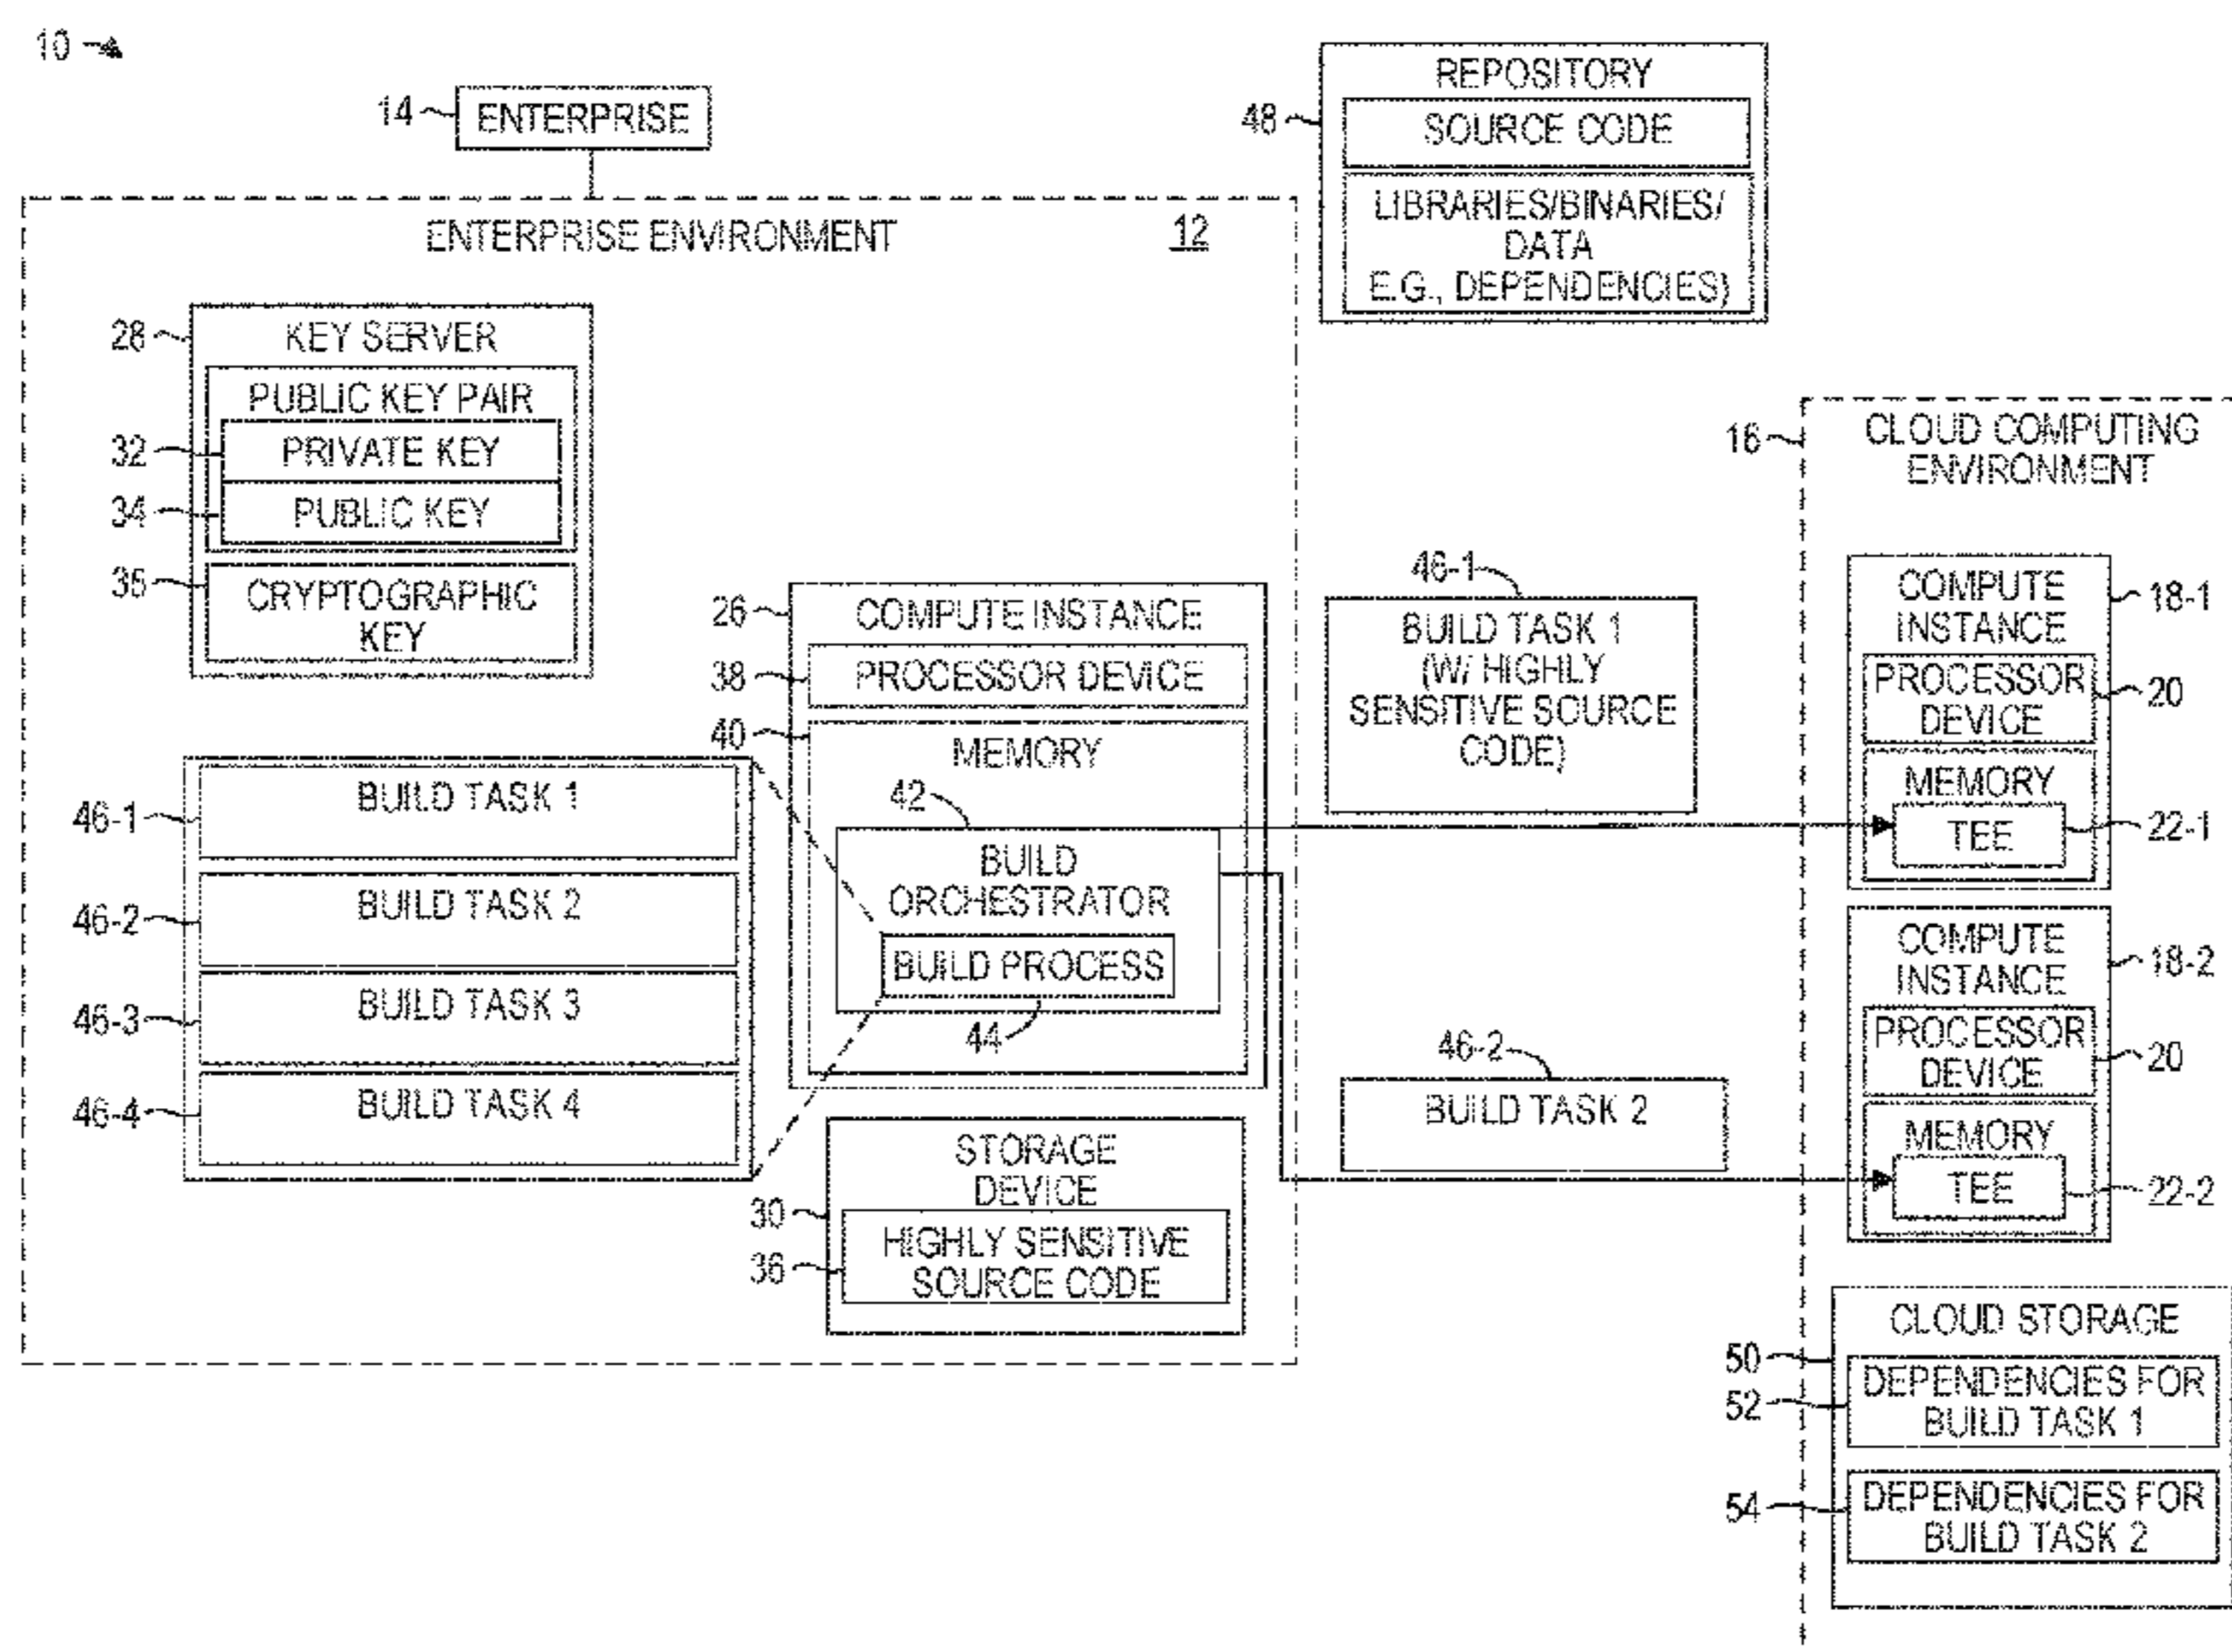 10
14
ENTERPRISE
48
REPOSITORY
SOURCE CODE
LIBRARIES/BINARIES/
DATA
E.G., DEPENDENCIES)
ENTERPRISE ENVIRONMENT
12
28
KEY SERVER
PUBLIC KEY PAIR
32
PRIVATE KEY
34
PUBLIC KEY
35
CRYPTOGRAPHIC
KEY
46-1
BUILD TASK 1
46-2
BUILD TASK 2
46-3
BUILD TASK 3
46-4
BUILD TASK 4
26
COMPUTE INSTANCE
38
PROCESSOR DEVICE
40
MEMORY
42
BUILD
ORCHESTRATOR
BUILD PROCESS
44
STORAGE
DEVICE
30
HIGHLY SENSITIVE
36
SOURCE CODE
46-1
BUILD TASK 1
(W/ HIGHLY
SENSITIVE SOURCE
CODE)
46-2
BUILD TASK 2
16
CLOUD COMPUTING
ENVIRONMENT
COMPUTE
INSTANCE
18-1
PROCESSOR
DEVICE
20
MEMORY
TEE
22-1
COMPUTE
INSTANCE
18-2
PROCESSOR
DEVICE
20
MEMORY
TEE
22-2
CLOUD STORAGE
50
DEPENDENCIES FOR
BUILD TASK 1
52
DEPENDENCIES FOR
BUILD TASK 2
54